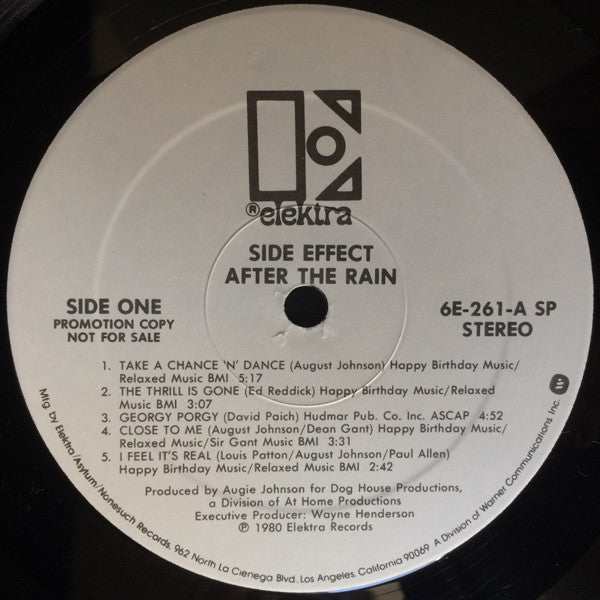 ® elektra
SIDE EFFECT
AFTER THE RAIN
SIDE ONE
PROMOTION COPY
NOT FOR SALE
6E-261-A SP
STEREO
1. TAKE A CHANCE 'N' DANCE (August Johnson) Happy Birthday Music/
Relaxed Music BMI 5:17
2. THE THRILL IS GONE (Ed Reddick) Happy Birthday Music/Relaxed
Music BMI 3:07
3. GEORGY PORGY (David Paich) Hudmar Pub. Co. Inc. ASCAP 4:52
4. CLOSE TO ME (August Johnson/Dean Gant) Happy Birthday Music/
Relaxed Music/Sir Gant Music BMI 3:31
5. I FEEL IT'S REAL (Louis Patton/August Johnson/Paul Allen)
Happy Birthday Music/Relaxed Music BMI 2:42
Produced by Augie Johnson for Dog House Productions,
a Division of At Home Productions
Executive Producer: Wayne Henderson
℗ 1980 Elektra Records
Mfg. by Elektra/Asylum/Nonesuch Records, 962 North La Cienega Blvd., Los Angeles, California 90069 A Division of Warner Communications Inc.